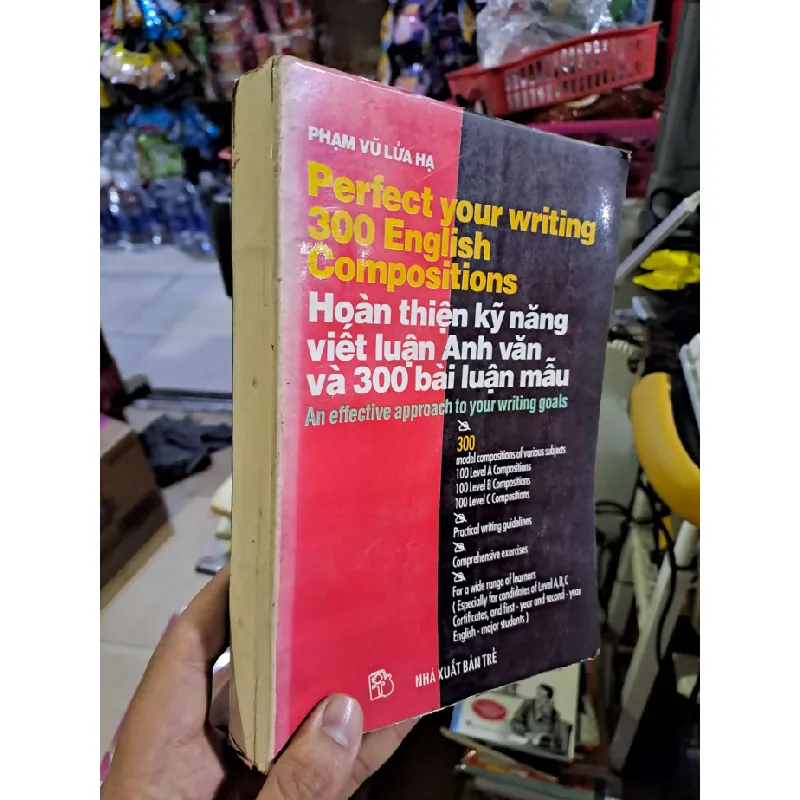 PHẠM VŨ LỬA HẠ
Perfect your writing
300 English
Compositions
Hoàn thiện kỹ năng
viết luận Anh văn
và 300 bài luận mẫu
An effective approach to your writing goals
300
model compositions of various subjects
100 Level A Compositions
100 Level B Compositions
100 Level C Compositions
Practical writing guidelines
Comprehensive exercises
For a wide range of learners
( Especially for candidates of Level A,B,C
Certificates, and first - year and second - year
English - major students )
NHÀ XUẤT BẢN TRẺ